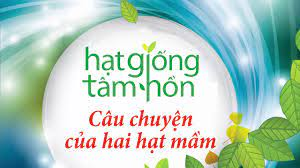 hạt giống
tâm hồn
Câu chuyện
của hai hạt mầm